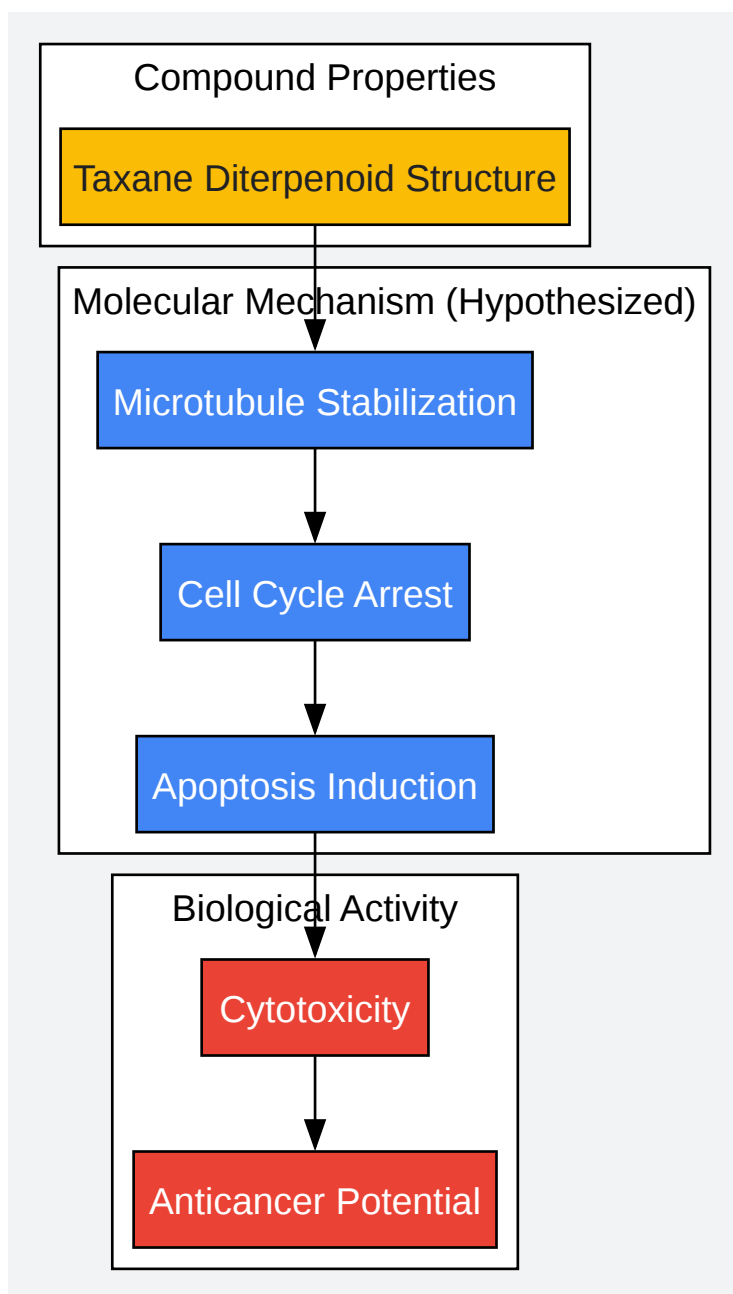 Compound Properties
Taxane Diterpenoid Structure
Molecular Mechanism (Hypothesized)
Microtubule Stabilization
Cell Cycle Arrest
Apoptosis Induction
Biological Activity
Cytotoxicity
Anticancer Potential